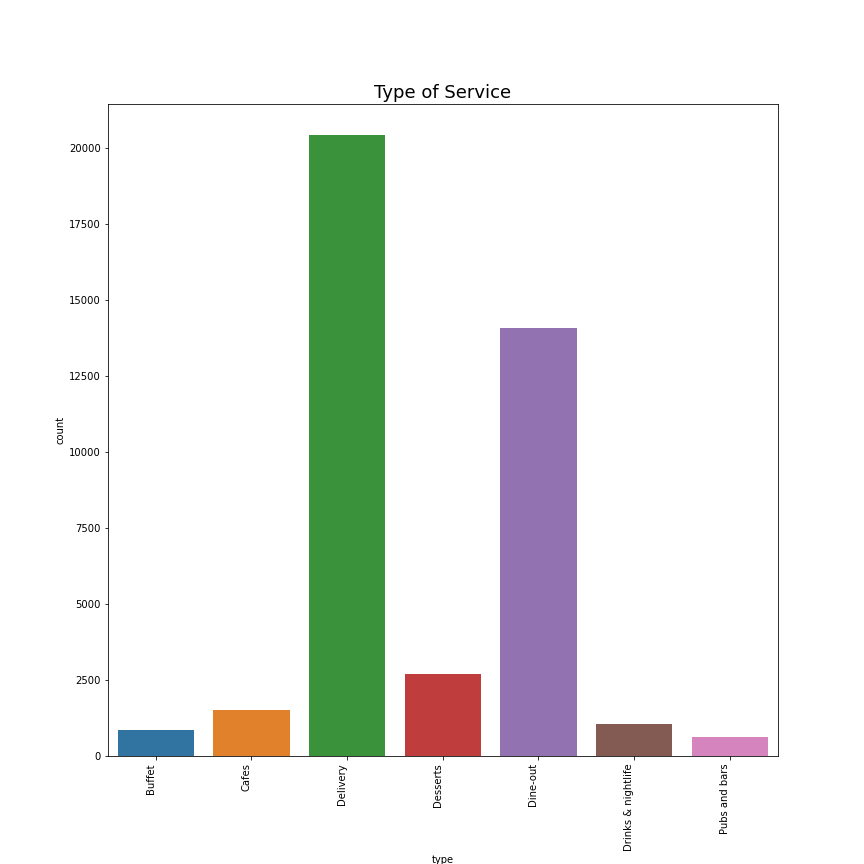 Type of Service
20000
17500
15000
12500
10000
7500
5000
2500
0
count
Buffet
Cafes
Delivery
Desserts
Dine-out
Drinks & nightlife
Pubs and bars
type